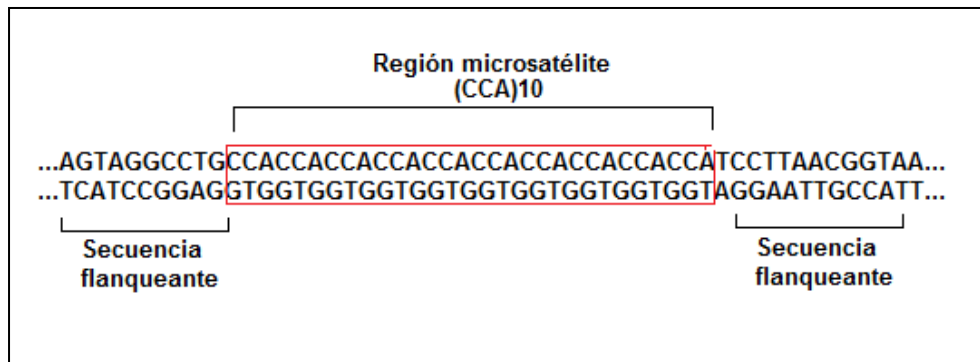 Región microsatélite
(CCA)10
...AGTAGGCCTGCCACCACCACCACCACCACCACCACCACCATCCTTAACGGTAA...
...TCATCCGGAGGTGGTGGTGGTGGTGGTGGTGGTGGTGGTAGGAATTGCCATT...
Secuencia
flanqueante
Secuencia
flanqueante